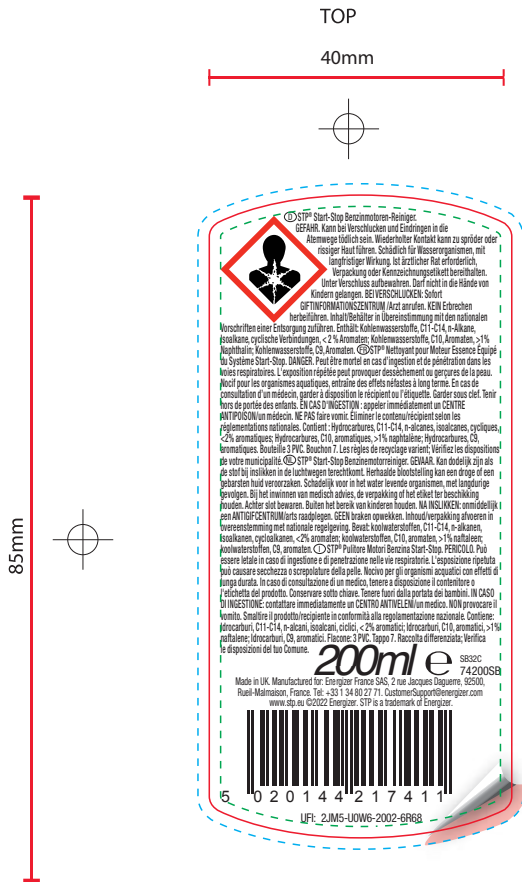 TOP
40mm
85mm
D STP® Start-Stop Benzinmotoren-Reiniger.
GEFAHR. Kann bei Verschlucken und Eindringen in die
Atemwege tödlich sein. Wiederholter Kontakt kann zu spröder oder
rissiger Haut führen. Schädlich für Wasserorganismen, mit
langfristiger Wirkung. Ist ärztlicher Rat erforderlich,
Verpackung oder Kennzeichnungsetikett bereithalten.
Unter Verschluss aufbewahren. Darf nicht in die Hände von
Kindern gelangen. BEI VERSCHLUCKEN: Sofort
GIFTINFORMATIONSZENTRUM /Arzt anrufen. KEIN Erbrechen
herbeiführen. Inhalt/Behälter in Übereinstimmung mit den nationalen
Vorschriften einer Entsorgung zuführen. Enthält: Kohlenwasserstoffe, C11-C14, n-Alkane,
Isoalkane, cyclische Verbindungen, < 2 % Aromaten; Kohlenwasserstoffe, C10, Aromaten, >1%
Naphthalin; Kohlenwasserstoffe, C9, Aromaten. FR STP® Nettoyant pour Moteur Essence Équipé
du Système Start-Stop. DANGER. Peut être mortel en cas d'ingestion et de pénétration dans les
voies respiratoires. L'exposition répétée peut provoquer dessèchement ou gerçures de la peau.
Nocif pour les organismes aquatiques, entraîne des effets néfastes à long terme. En cas de
consultation d'un médecin, garder à disposition le récipient ou l'étiquette. Garder sous clef. Tenir
hors de portée des enfants. EN CAS D'INGESTION : appeler immédiatement un CENTRE
ANTIPOISON/un médecin. NE PAS faire vomir. Éliminer le contenu/récipient selon les
réglementations nationales. Contient : Hydrocarbures, C11-C14, n-alcanes, isoalcanes, cycliques,
<2% aromatiques; Hydrocarbures, C10, aromatiques, >1% naphtalène; Hydrocarbures, C9,
aromatiques. Bouteille 3 PVC. Bouchon 7. Les règles de recyclage varient; Vérifiez les dispositions
de votre municipalité. NL STP® Start-Stop Benzinemotorreiniger. GEVAAR. Kan dodelijk zijn als
de stof bij inslikken in de luchtwegen terechtkomt. Herhaalde blootstelling kan een droge of een
gebarsten huid veroorzaken. Schadelijk voor in het water levende organismen, met langdurige
gevolgen. Bij het inwinnen van medisch advies, de verpakking of het etiket ter beschikking
houden. Achter slot bewaren. Buiten het bereik van kinderen houden. NA INSLIKKEN: onmiddellijk
een ANTIGIFCENTRUM/arts raadplegen. GEEN braken opwekken. Inhoud/verpakking afvoeren in
overeenstemming met nationale regelgeving. Bevat: koolwaterstoffen, C11-C14, n-alkanen,
isoalkanen, cycloalkanen, <2% aromaten; koolwaterstoffen, C10, aromaten, >1% naftaleen;
koolwaterstoffen, C9, aromaten. I STP® Pulitore Motori Benzina Start-Stop. PERICOLO. Può
essere letale in caso di ingestione e di penetrazione nelle vie respiratorie. L'esposizione ripetuta
può causare secchezza o screpolature della pelle. Nocivo per gli organismi acquatici con effetti di
lunga durata. In caso di consultazione di un medico, tenere a disposizione il contenitore o
l'etichetta del prodotto. Conservare sotto chiave. Tenere fuori dalla portata dei bambini. IN CASO
DI INGESTIONE: contattare immediatamente un CENTRO ANTIVELENI/un medico. NON provocare il
vomito. Smaltire il prodotto/recipiente in conformità alla regolamentazione nazionale. Contiene:
Idrocarburi, C11-C14, n-alcani, isoalcani, ciclici, < 2% aromatici; Idrocarburi, C10, aromatici, >1%
naftalene; Idrocarburi, C9, aromatici. Flacone: 3 PVC. Tappo 7. Raccolta differenziata; Verifica
le disposizioni del tuo Comune.
200ml ℮
SB32C
74200SB
Made in UK. Manufactured for: Energizer France SAS, 2 rue Jacques Daguerre, 92500,
Rueil-Malmaison, France. Tel: +33 1 34 80 27 71. CustomerSupport@energizer.com
www.stp.eu ©2022 Energizer. STP is a trademark of Energizer.
5 020144 217411
UFI: 2JM5-U0W6-2002-6R68